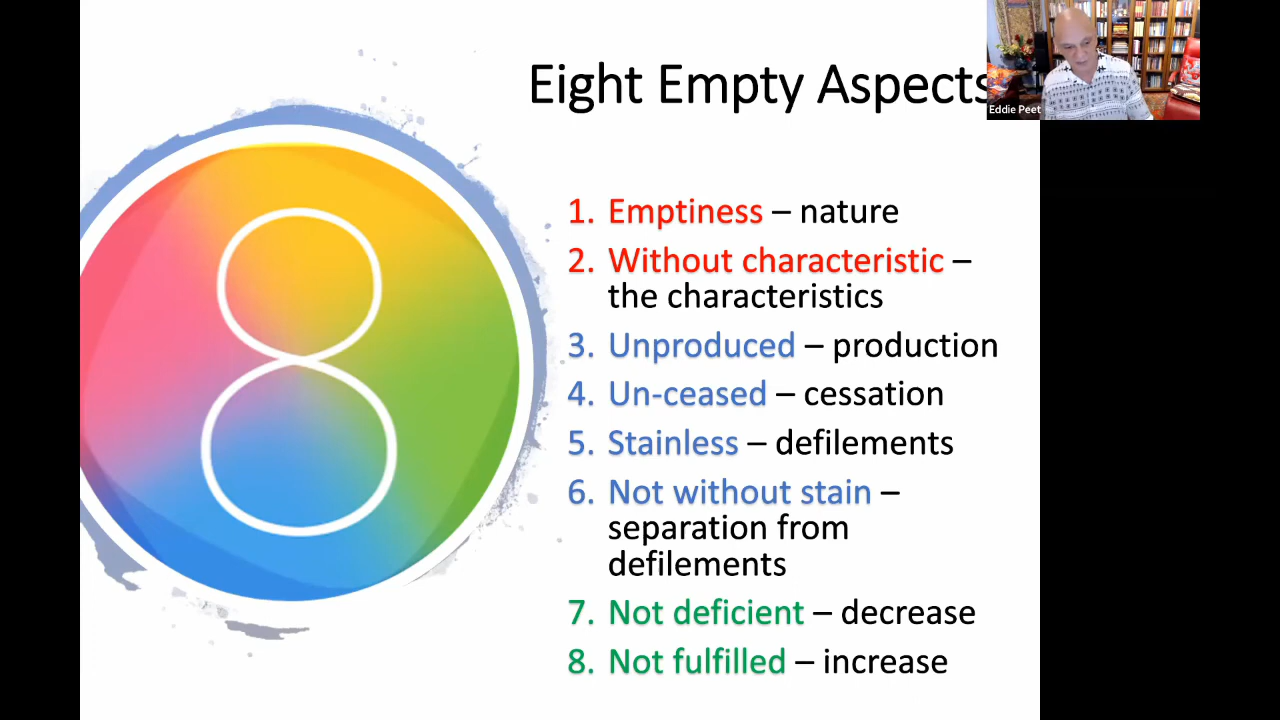 Eight Empty Aspects
Eddie Peet
1. Emptiness – nature
2. Without characteristic –
the characteristics
3. Unproduced – production
4. Un-ceased – cessation
5. Stainless – defilements
6. Not without stain –
separation from
defilements
7. Not deficient – decrease
8. Not fulfilled – increase
8